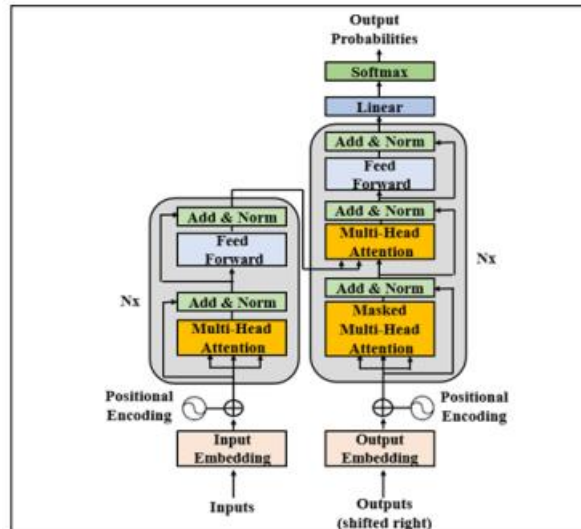 Output
Probabilities
Softmax
Linear
Add & Norm
Feed
Forward
Add & Norm
Multi-Head
Attention
Nx
Add & Norm
Masked
Multi-Head
Attention
Positional
Encoding
Output
Embedding
Outputs
(shifted right)
Add & Norm
Feed
Forward
Nx
Add & Norm
Multi-Head
Attention
Positional
Encoding
Input
Embedding
Inputs